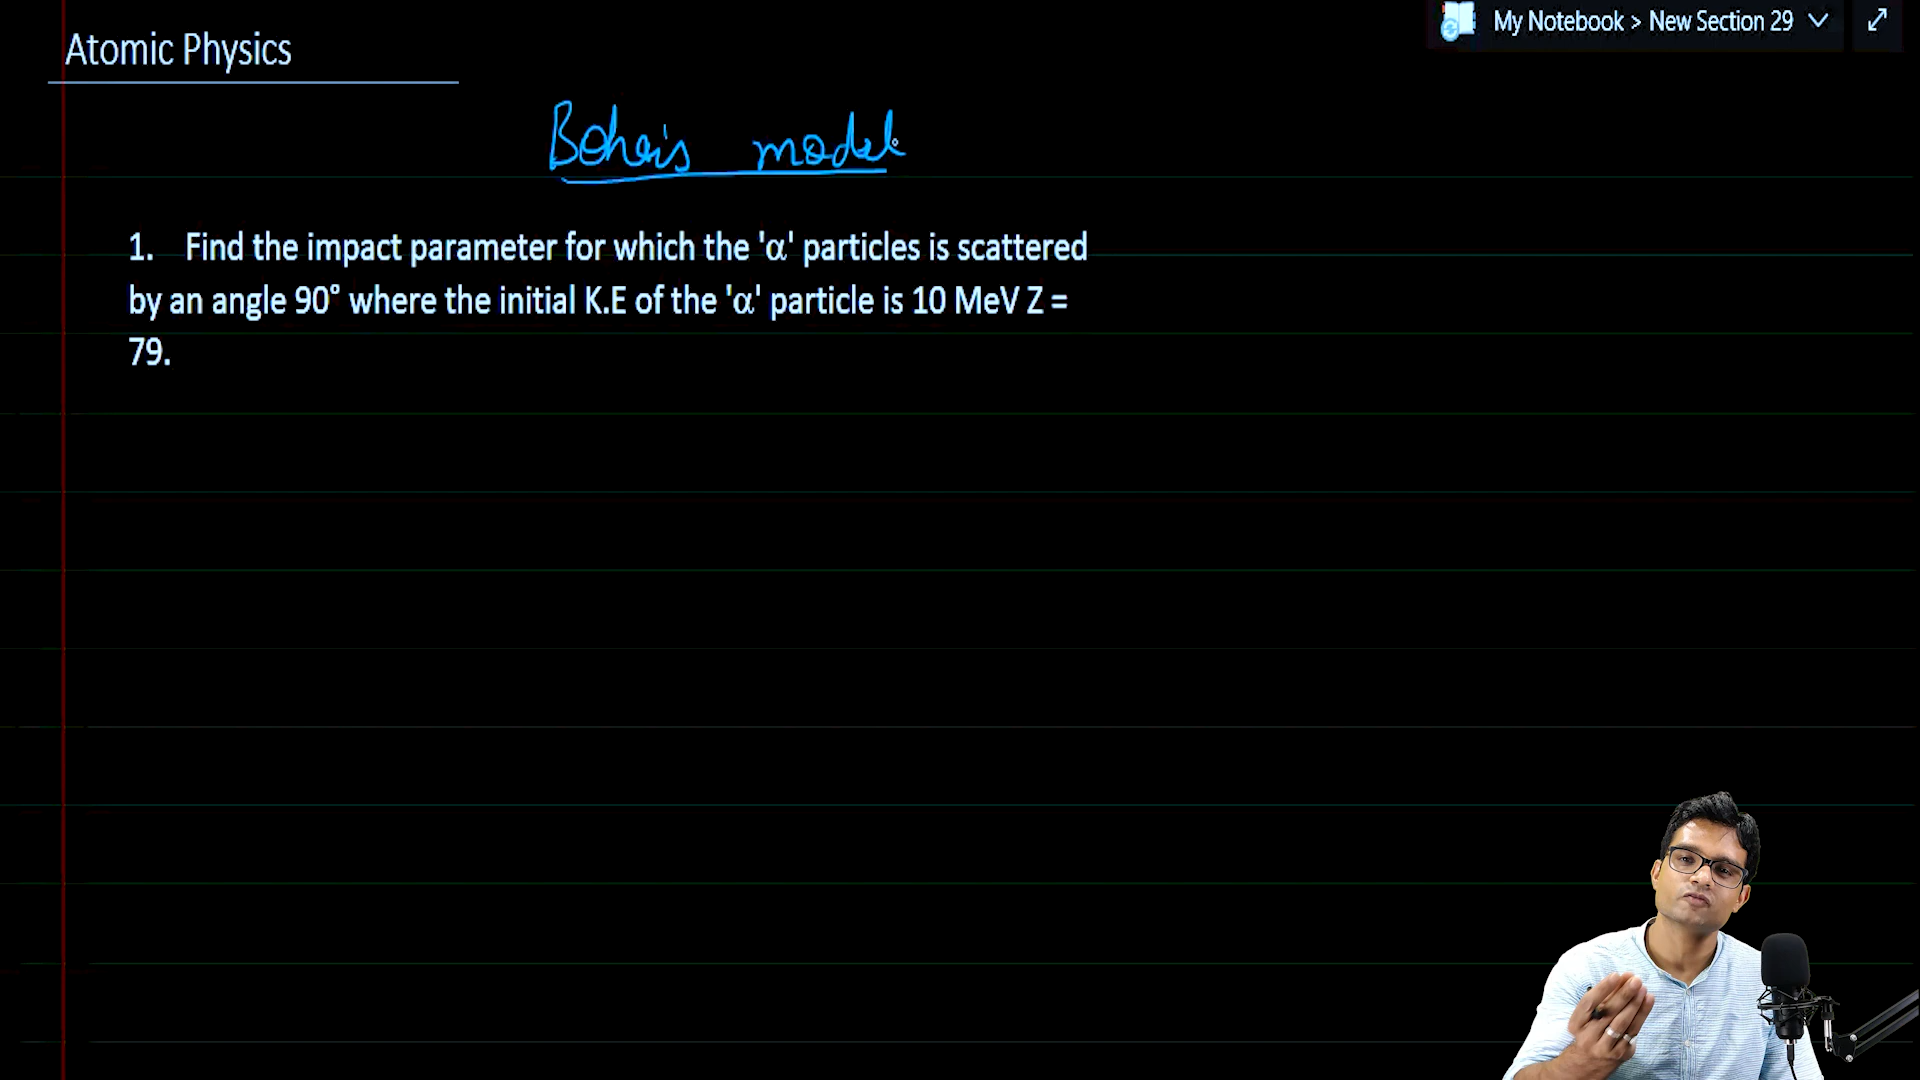 My Notebook > New Section 29
Atomic Physics
Bohr's model
1. Find the impact parameter for which the 'α' particles is scattered
by an angle 90° where the initial K.E of the 'α' particle is 10 MeV Z =
79.